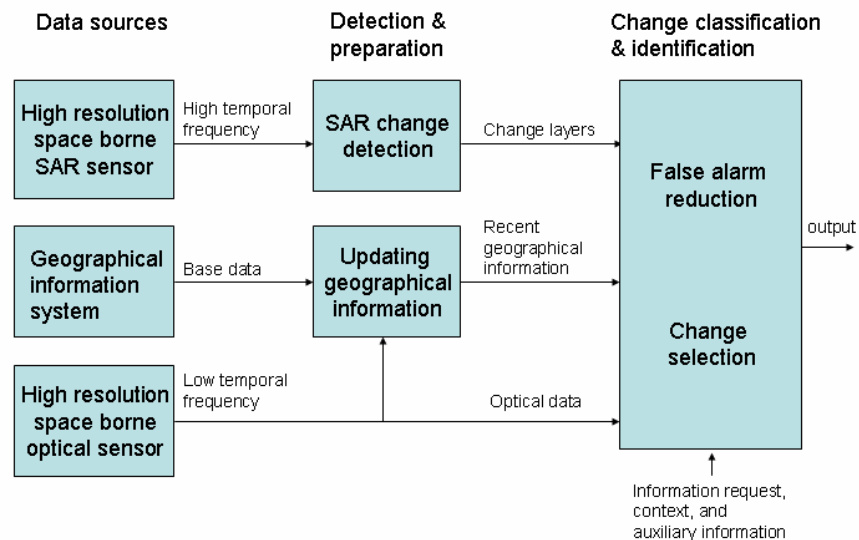 Data sources
Detection &
preparation
Change classification
& identification
High resolution
space borne
SAR sensor
High temporal
frequency
SAR change
detection
Change layers
False alarm
reduction
output
Geographical
information
system
Base data
Updating
geographical
information
Recent
geographical
information
Change
selection
High resolution
space borne
optical sensor
Low temporal
frequency
Optical data
Information request,
context, and
auxiliary information